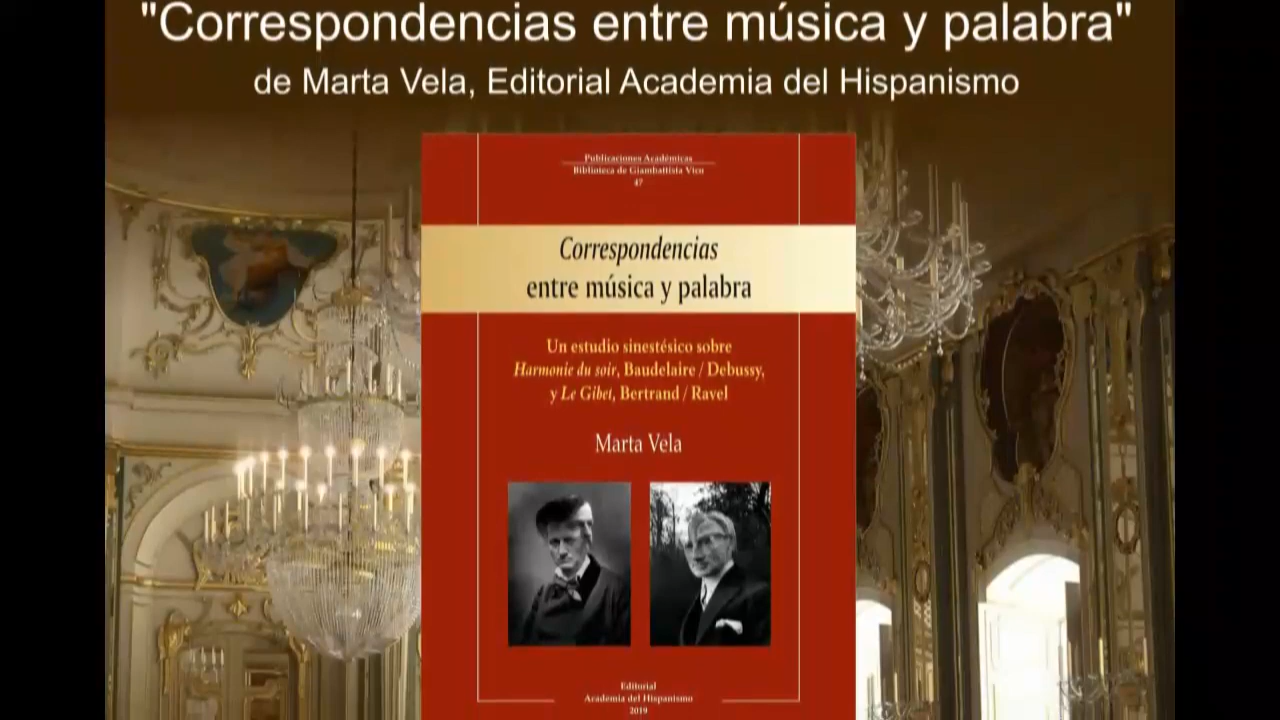 "Correspondencias entre música y palabra"
de Marta Vela, Editorial Academia del Hispanismo
Publicaciones Académicas
Biblioteca de Giambattista Vico
47
Correspondencias
entre música y palabra
Un estudio sinestésico sobre
Harmonie du soir, Baudelaire / Debussy,
y Le Gibet, Bertrand / Ravel
Marta Vela
Editorial
Academia del Hispanismo
2019